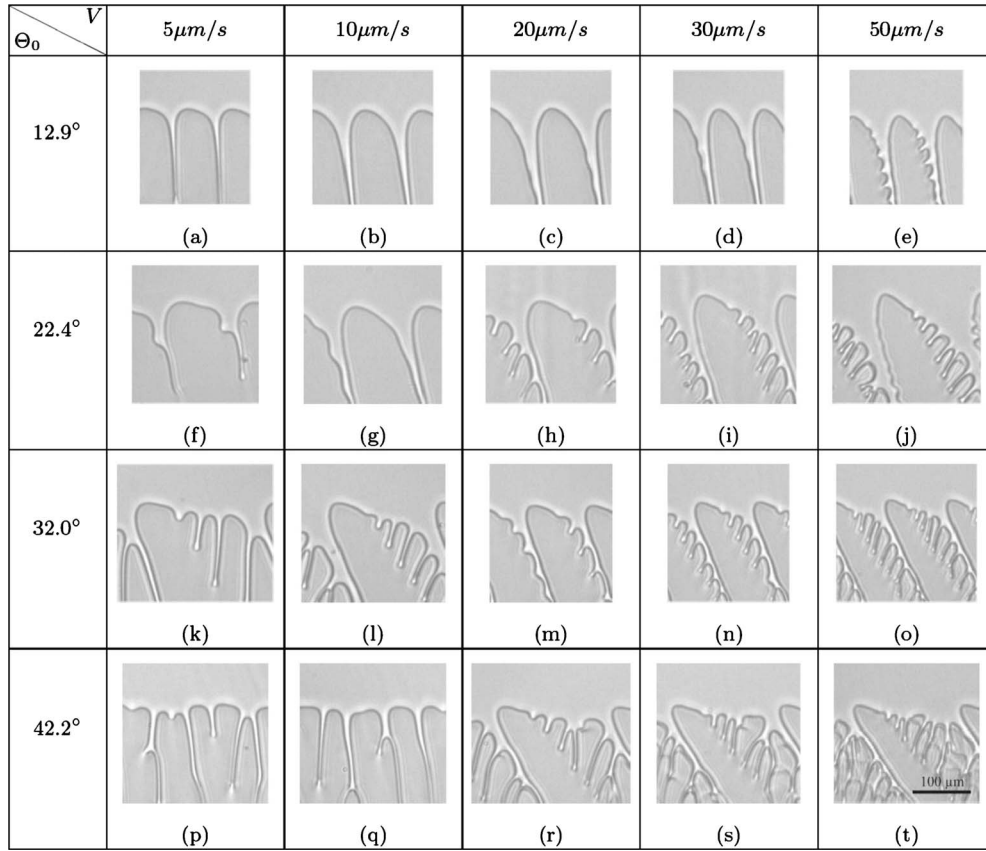 V
Θ₀
5μm/s 10μm/s 20μm/s 30μm/s 50μm/s
12.9°
(a) (b) (c) (d) (e)
22.4°
(f) (g) (h) (i) (j)
32.0°
(k) (l) (m) (n) (o)
42.2°
100 μm
(p) (q) (r) (s) (t)